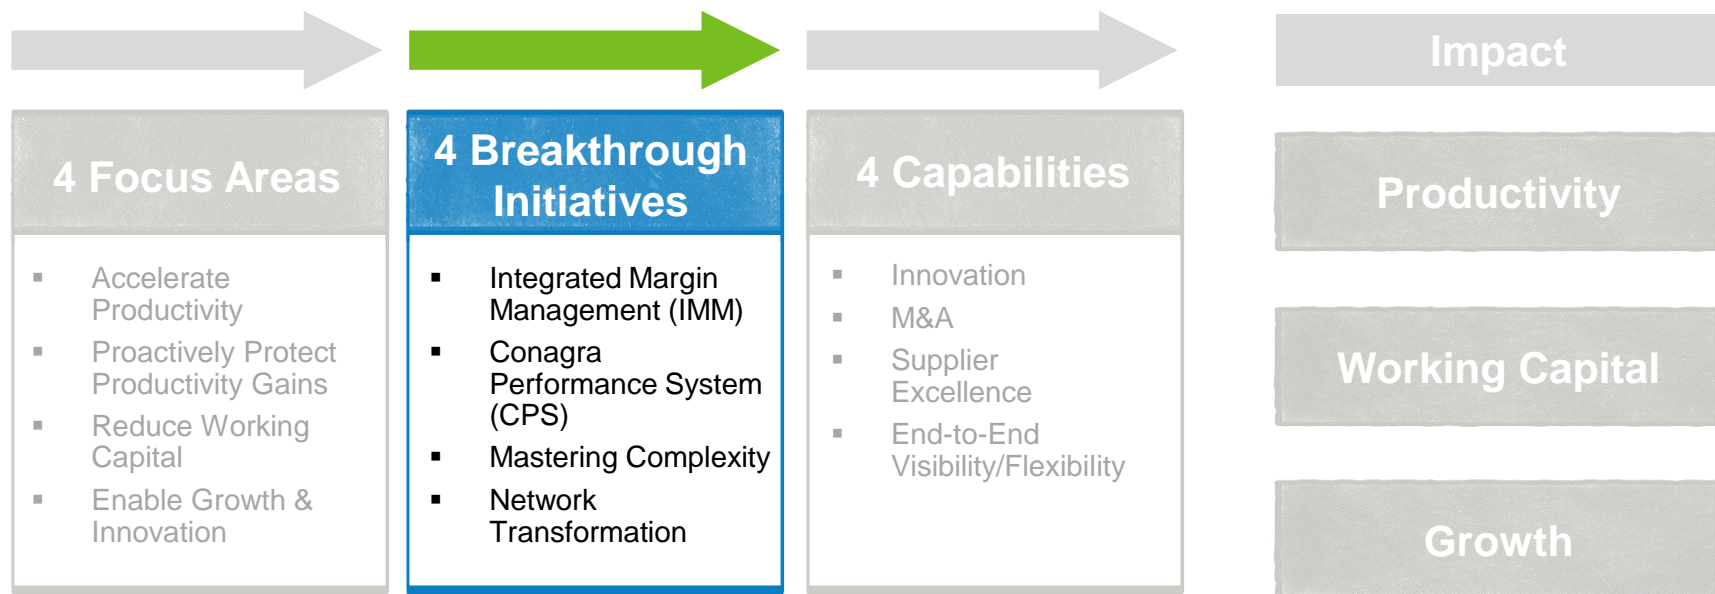 4 Focus Areas
▪ Accelerate
Productivity
▪ Proactively Protect
Productivity Gains
▪ Reduce Working
Capital
▪ Enable Growth &
Innovation
4 Breakthrough
Initiatives
▪ Integrated Margin
Management (IMM)
▪ Conagra
Performance System
(CPS)
▪ Mastering Complexity
▪ Network
Transformation
4 Capabilities
▪ Innovation
▪ M&A
▪ Supplier
Excellence
▪ End-to-End
Visibility/Flexibility
Impact
Productivity
Working Capital
Growth